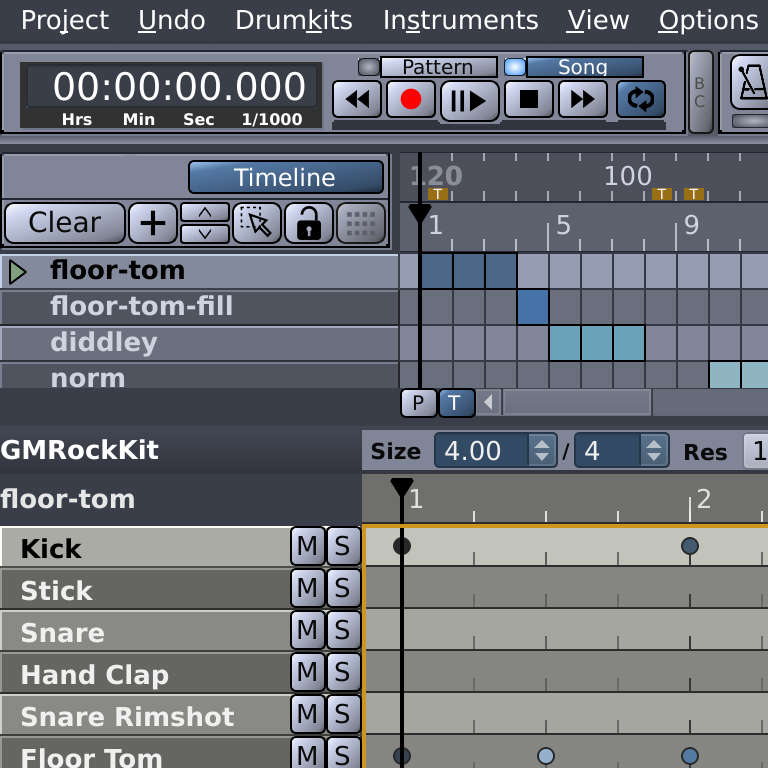 Project Undo Drumkits Instruments View Options
Pattern Song
00:00:00.000
Hrs Min Sec 1/1000
B
C
Timeline
120 100
T T T
Clear
1 5 9
floor-tom
floor-tom-fill
diddley
norm
P T
GMRockKit
Size 4.00 / 4 Res 1
floor-tom
1 2
Kick M S
Stick M S
Snare M S
Hand Clap M S
Snare Rimshot M S
Floor Tom M S